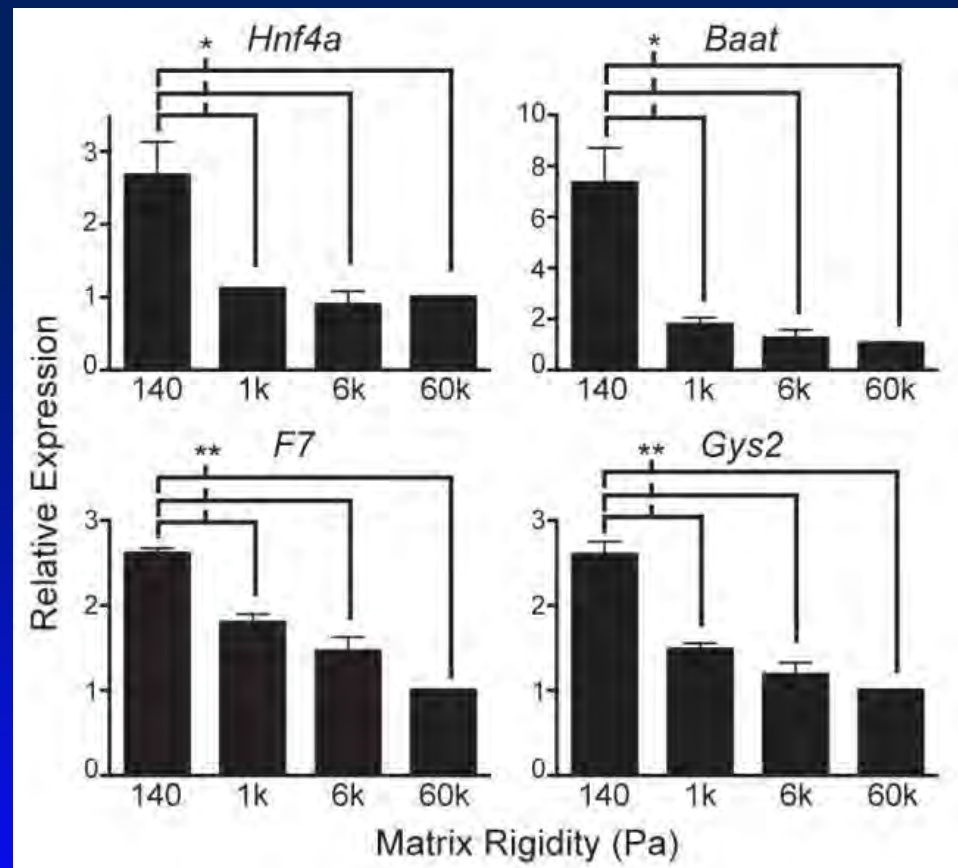 * Hnf4a
3
2
1
0
140 1k 6k 60k
* Baat
10
8
6
4
2
0
140 1k 6k 60k
** F7
3
2
1
0
140 1k 6k 60k
** Gys2
3
2
1
0
140 1k 6k 60k
Relative Expression
Matrix Rigidity (Pa)